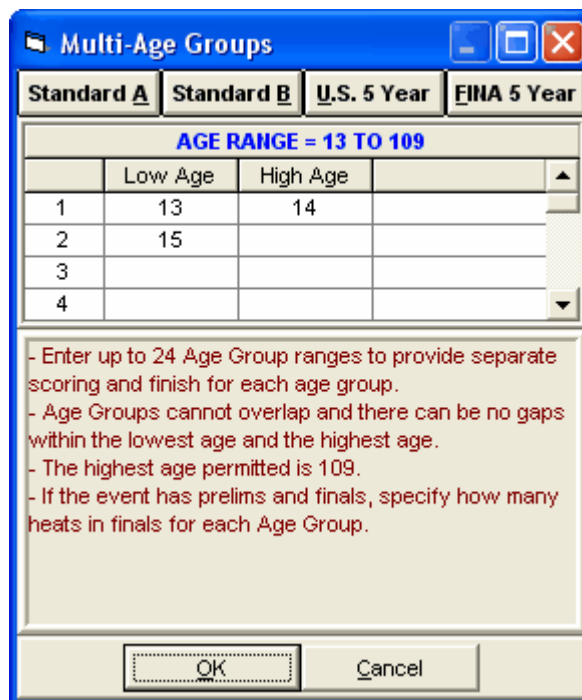 Multi-Age Groups
Standard A Standard B U.S. 5 Year FINA 5 Year
AGE RANGE = 13 TO 109
Low Age High Age
1 13 14
2 15
3
4
- Enter up to 24 Age Group ranges to provide separate
scoring and finish for each age group.
- Age Groups cannot overlap and there can be no gaps
within the lowest age and the highest age.
- The highest age permitted is 109.
- If the event has prelims and finals, specify how many
heats in finals for each Age Group.
OK Cancel